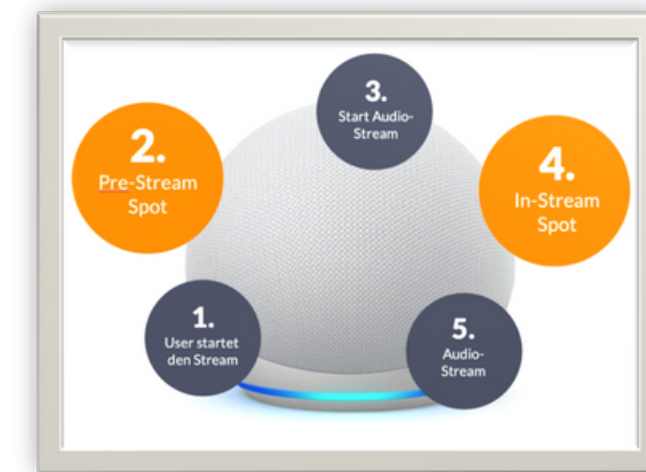 1.
User startet
den Stream
2.
Pre-Stream
Spot
3.
Start Audio-
Stream
4.
In-Stream
Spot
5.
Audio-
Stream